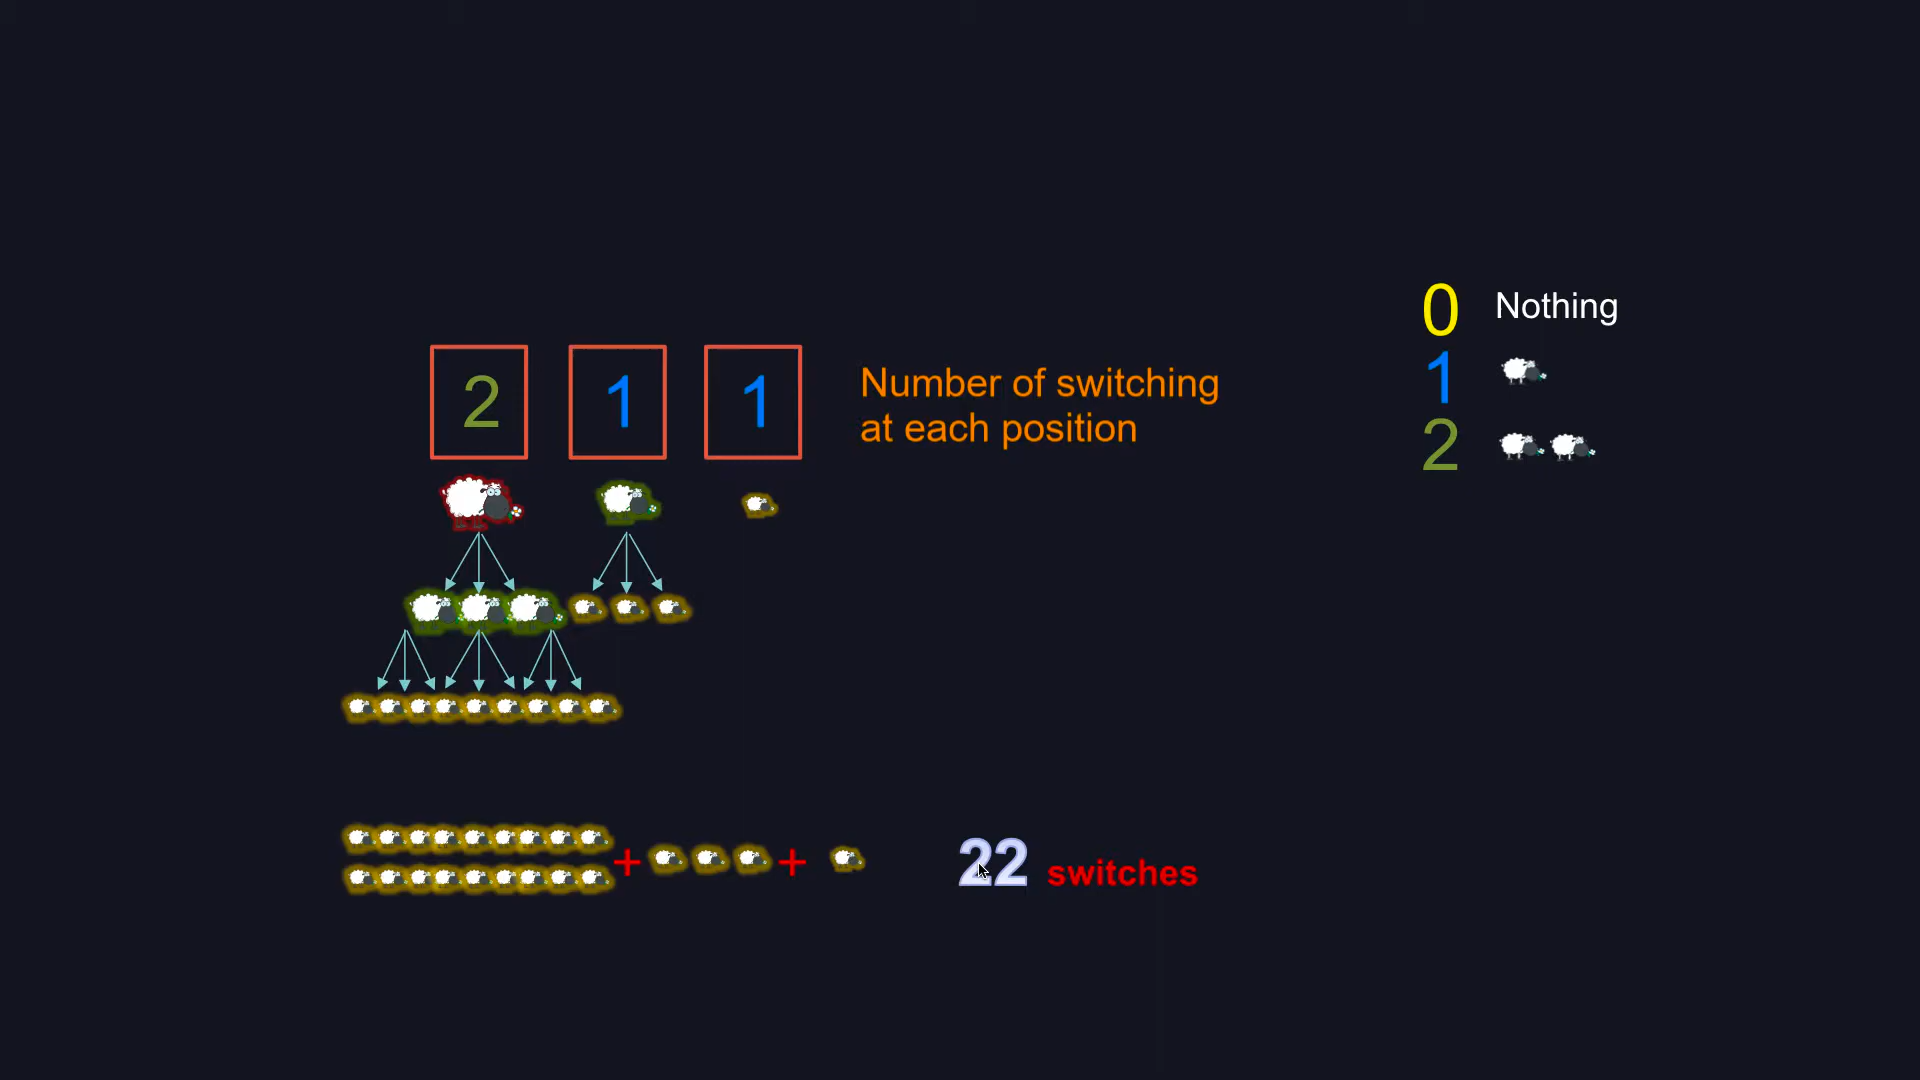 0 Nothing
1
2
2 1 1
Number of switching
at each position
+ +
22 switches